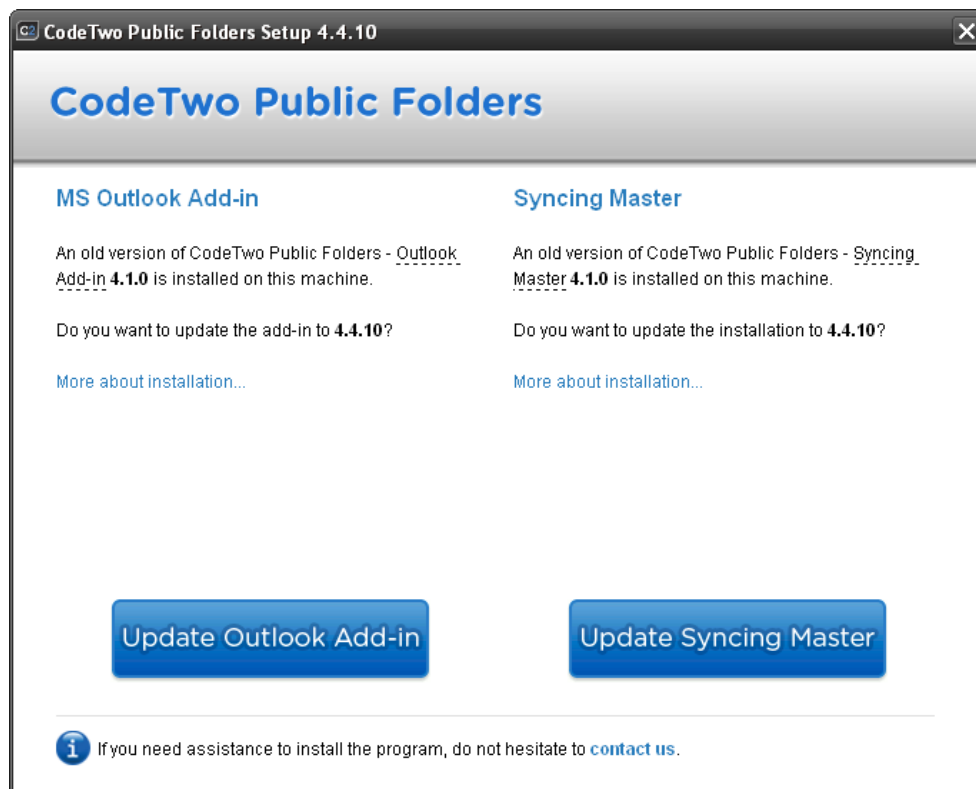 C2 CodeTwo Public Folders Setup 4.4.10
CodeTwo Public Folders
MS Outlook Add-in
An old version of CodeTwo Public Folders - Outlook
Add-in 4.1.0 is installed on this machine.
Do you want to update the add-in to 4.4.10?
More about installation...
Update Outlook Add-in
Syncing Master
An old version of CodeTwo Public Folders - Syncing
Master 4.1.0 is installed on this machine.
Do you want to update the installation to 4.4.10?
More about installation...
Update Syncing Master
If you need assistance to install the program, do not hesitate to contact us.